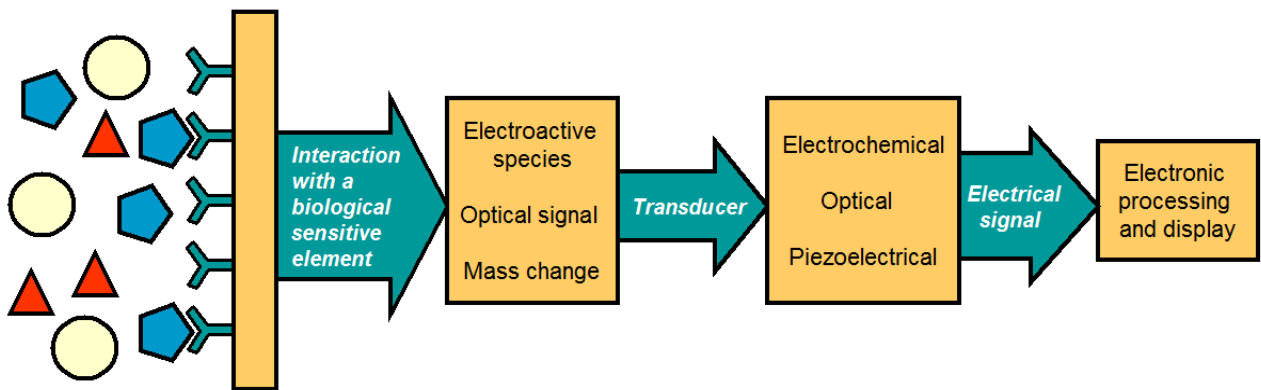 Interaction
with a
biological
sensitive
element
Electroactive
species
Optical signal
Mass change
Transducer
Electrochemical
Optical
Piezoelectrical
Electrical
signal
Electronic
processing
and display